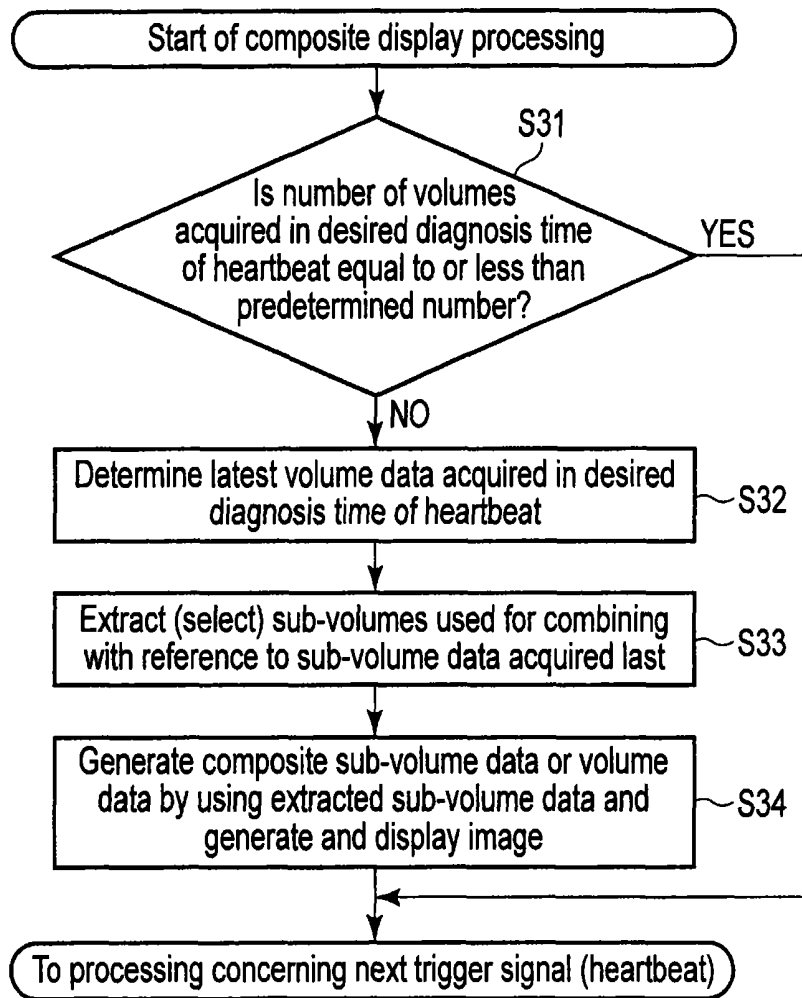 Start of composite display processing
S31
Is number of volumes
acquired in desired diagnosis time
of heartbeat equal to or less than
predetermined number?
YES
NO
Determine latest volume data acquired in desired
diagnosis time of heartbeat
S32
Extract (select) sub-volumes used for combining
with reference to sub-volume data acquired last
S33
Generate composite sub-volume data or volume
data by using extracted sub-volume data and
generate and display image
S34
To processing concerning next trigger signal (heartbeat)